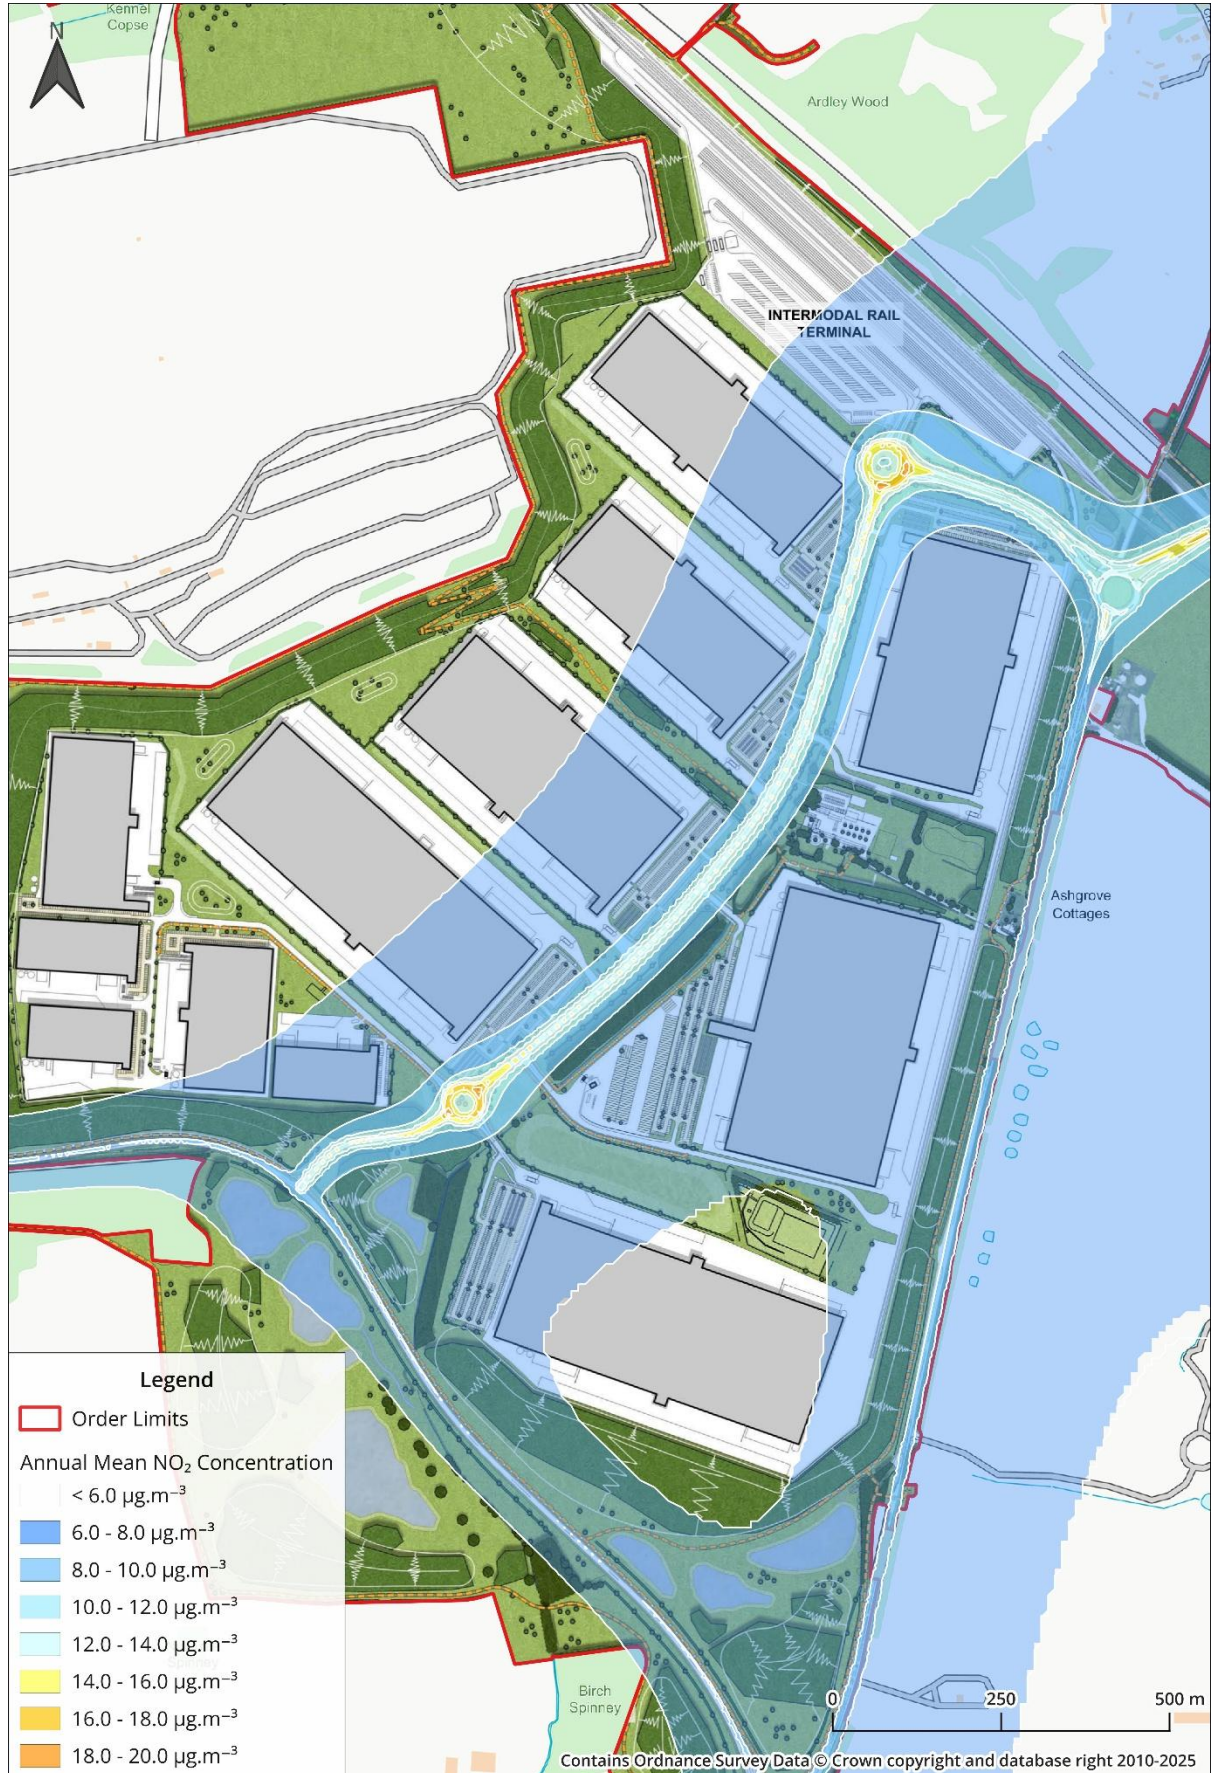 Kennel
Copse
N
Ardley Wood
INTERMODAL RAIL
TERMINAL
Ashgrove
Cottages
Legend
Order Limits
Annual Mean NO₂ Concentration
< 6.0 µg.m⁻³
6.0 - 8.0 µg.m⁻³
8.0 - 10.0 µg.m⁻³
10.0 - 12.0 µg.m⁻³
12.0 - 14.0 µg.m⁻³
14.0 - 16.0 µg.m⁻³
16.0 - 18.0 µg.m⁻³
18.0 - 20.0 µg.m⁻³
Birch
Spinney
0 250 500 m
Contains Ordnance Survey Data © Crown copyright and database right 2010-2025